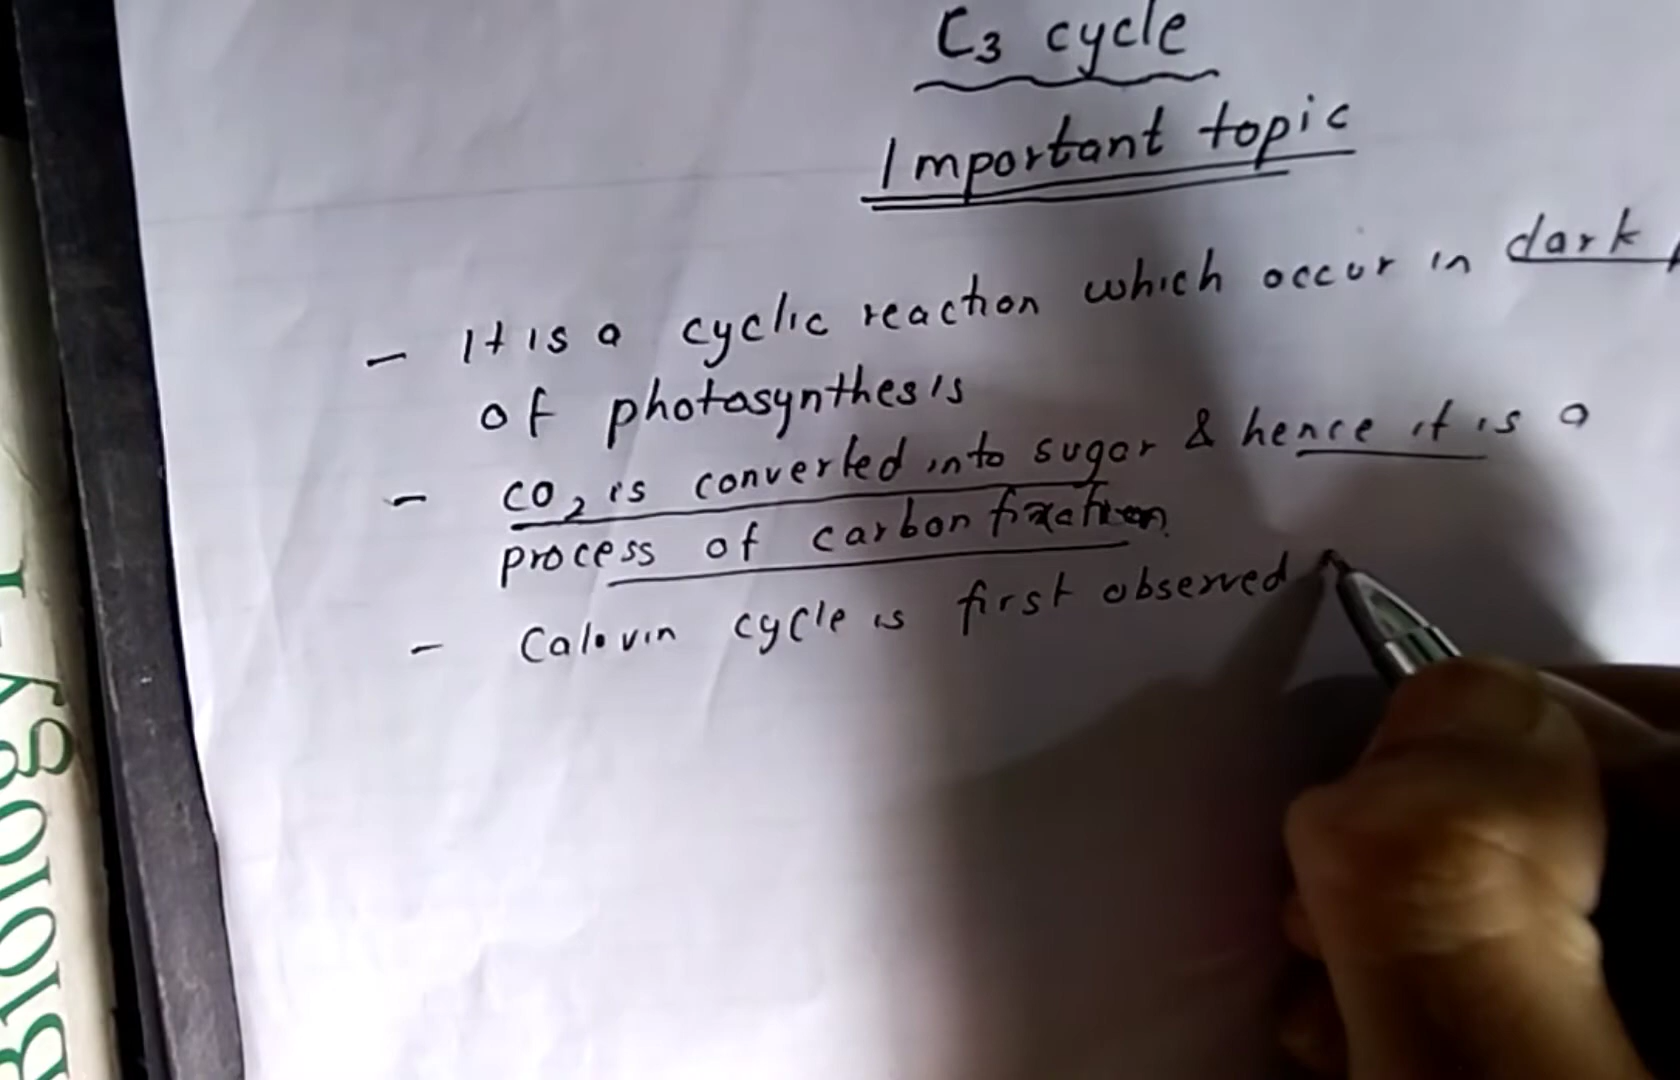 C3 cycle
Important topic
- It is a cyclic reaction which occur in dark
of photosynthesis
- CO2 is converted into sugar & hence it is a
process of carbon fixation
- Calvin cycle is first observed
Biology-I